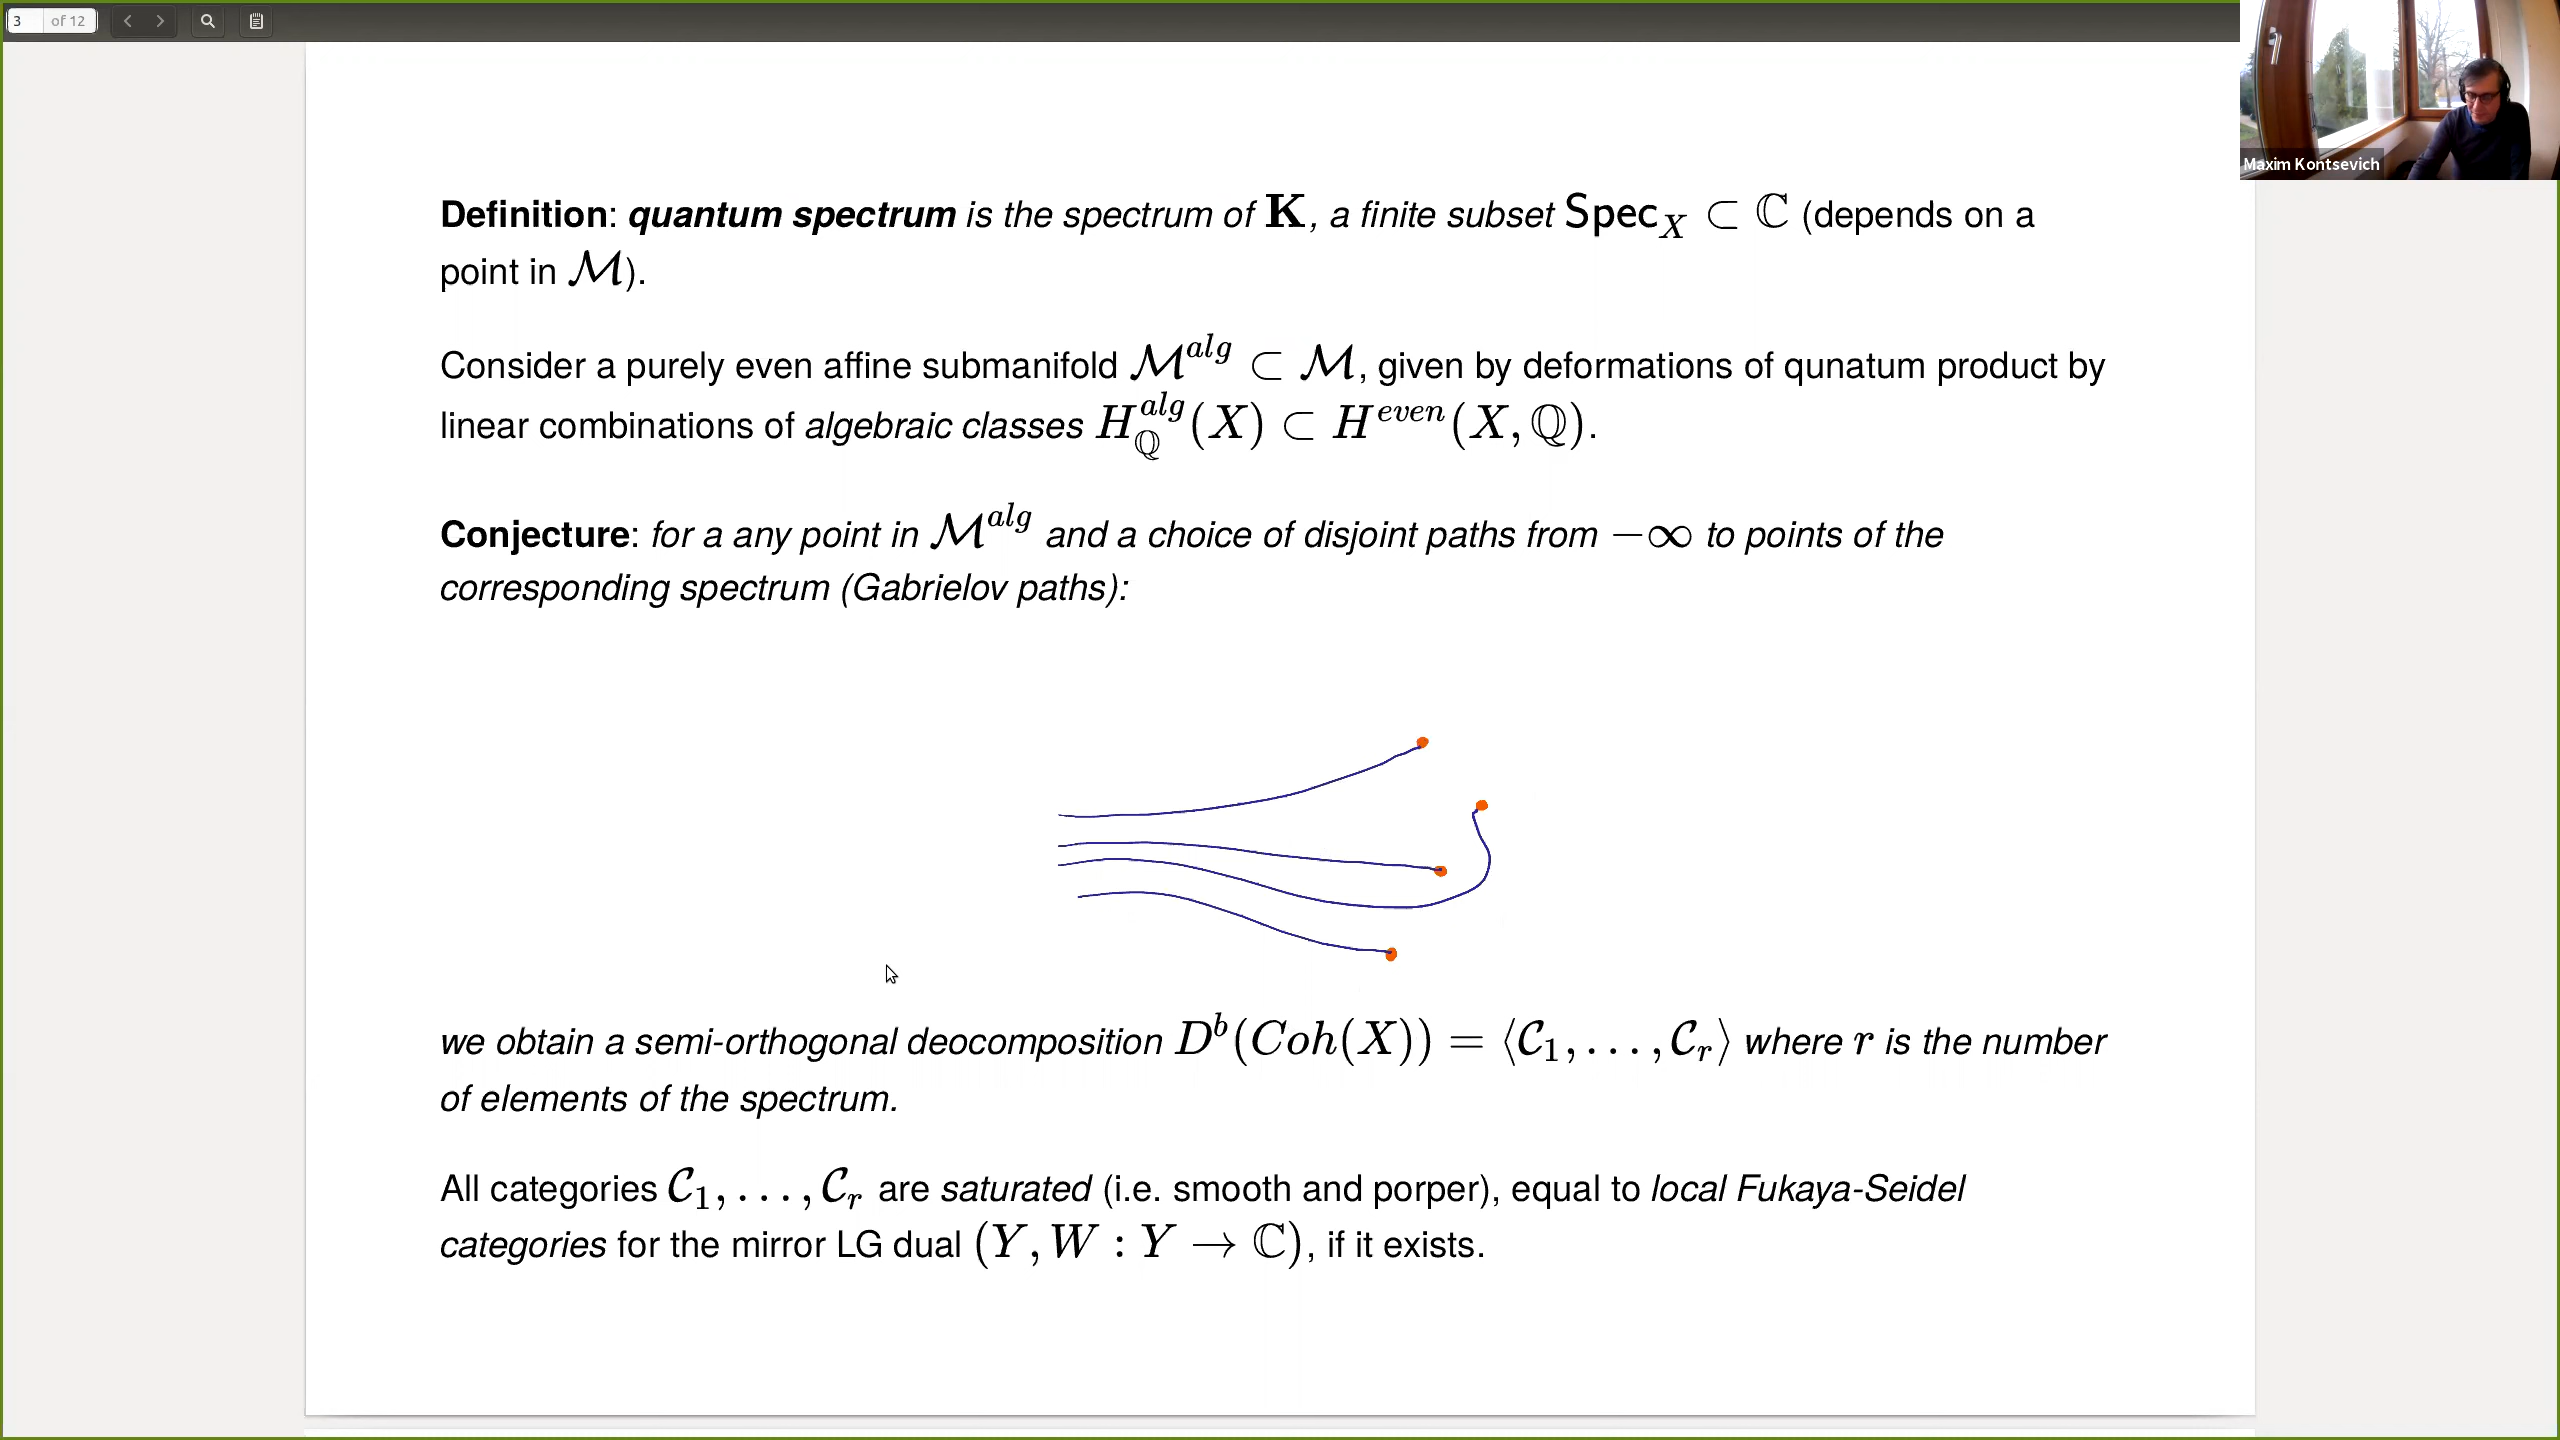 3 of 12
Maxim Kontsevich
Definition: quantum spectrum is the spectrum of K, a finite subset Spec_X ⊂ ℂ (depends on a
point in ℳ).
Consider a purely even affine submanifold ℳ^alg ⊂ ℳ, given by deformations of qunatum product by
linear combinations of algebraic classes H^alg_ℚ(X) ⊂ H^even(X, ℚ).
Conjecture: for a any point in ℳ^alg and a choice of disjoint paths from −∞ to points of the
corresponding spectrum (Gabrielov paths):
we obtain a semi-orthogonal deocomposition D^b(Coh(X)) = ⟨𝒞_1, . . . , 𝒞_r⟩ where r is the number
of elements of the spectrum.
All categories 𝒞_1, . . . , 𝒞_r are saturated (i.e. smooth and porper), equal to local Fukaya-Seidel
categories for the mirror LG dual (Y, W : Y → ℂ), if it exists.